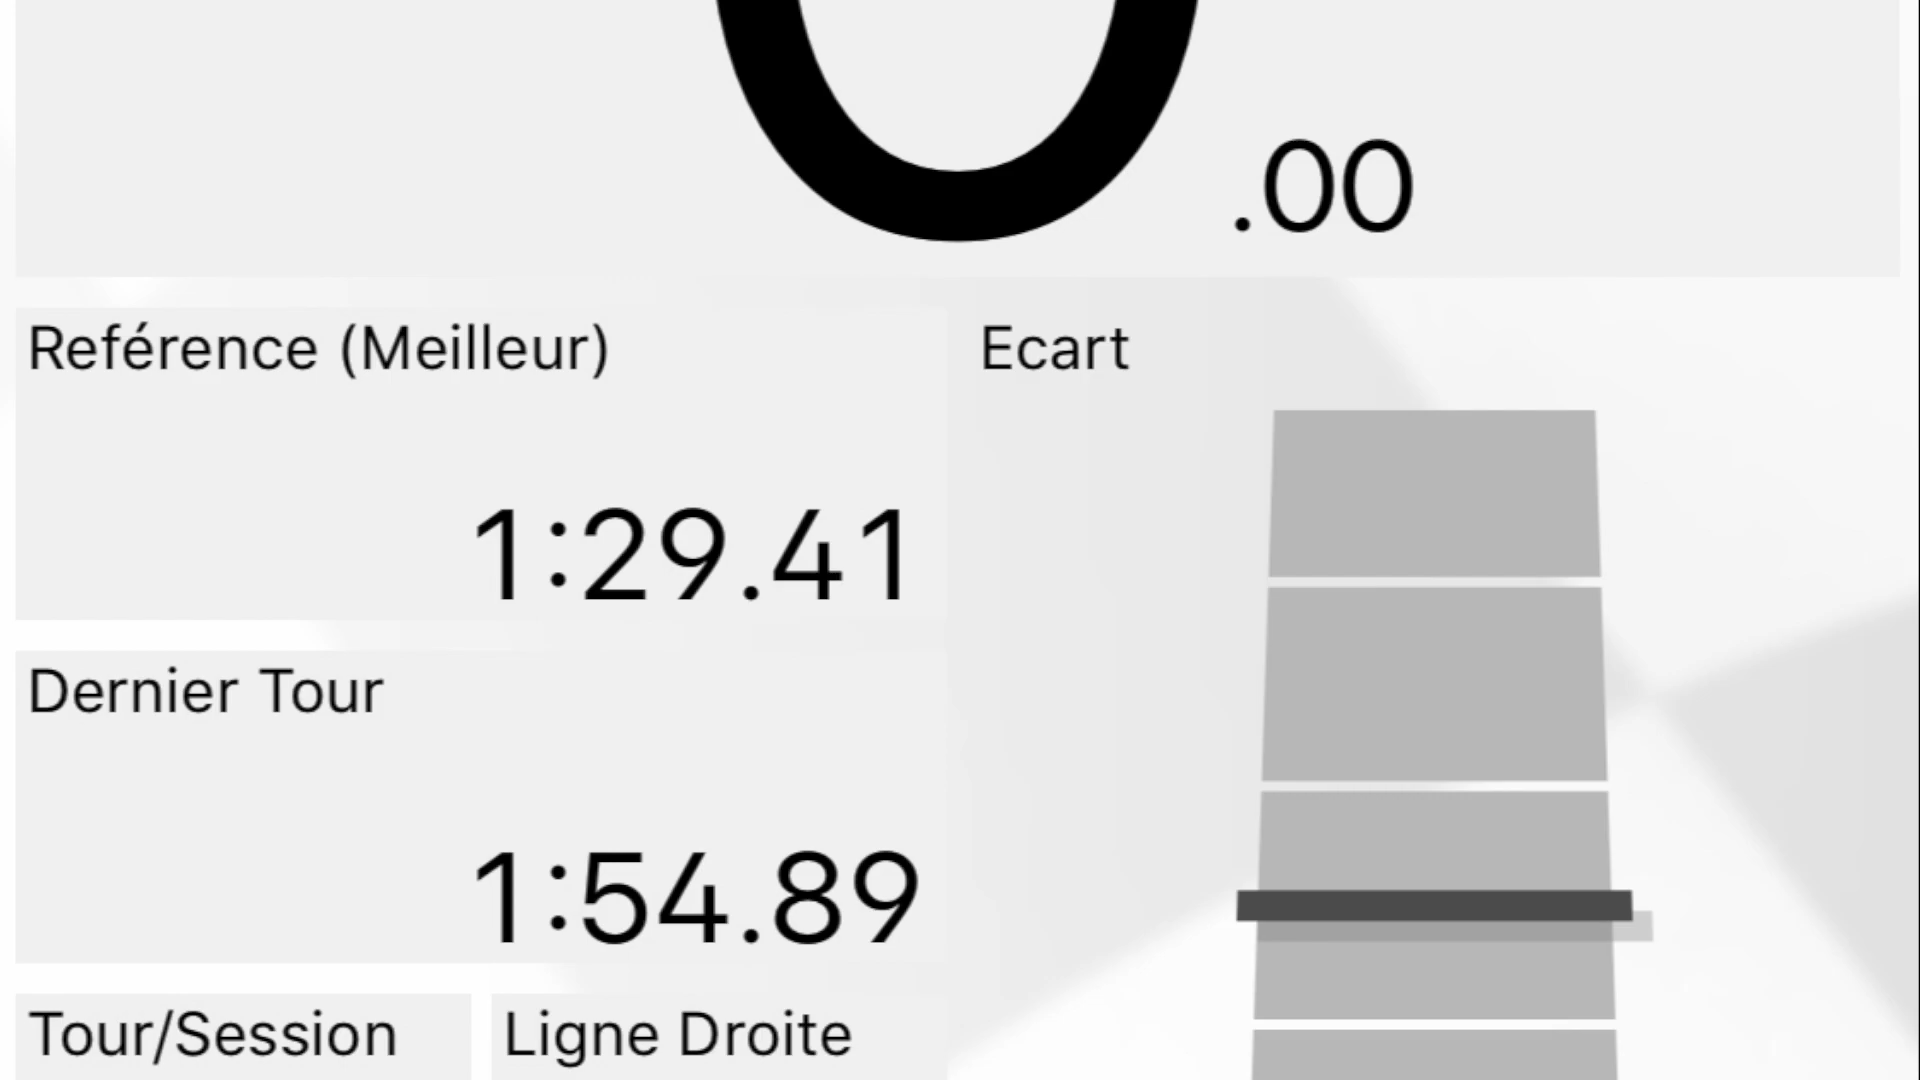 0.00
Reférence (Meilleur)
Ecart
1:29.41
Dernier Tour
1:54.89
Tour/Session
Ligne Droite